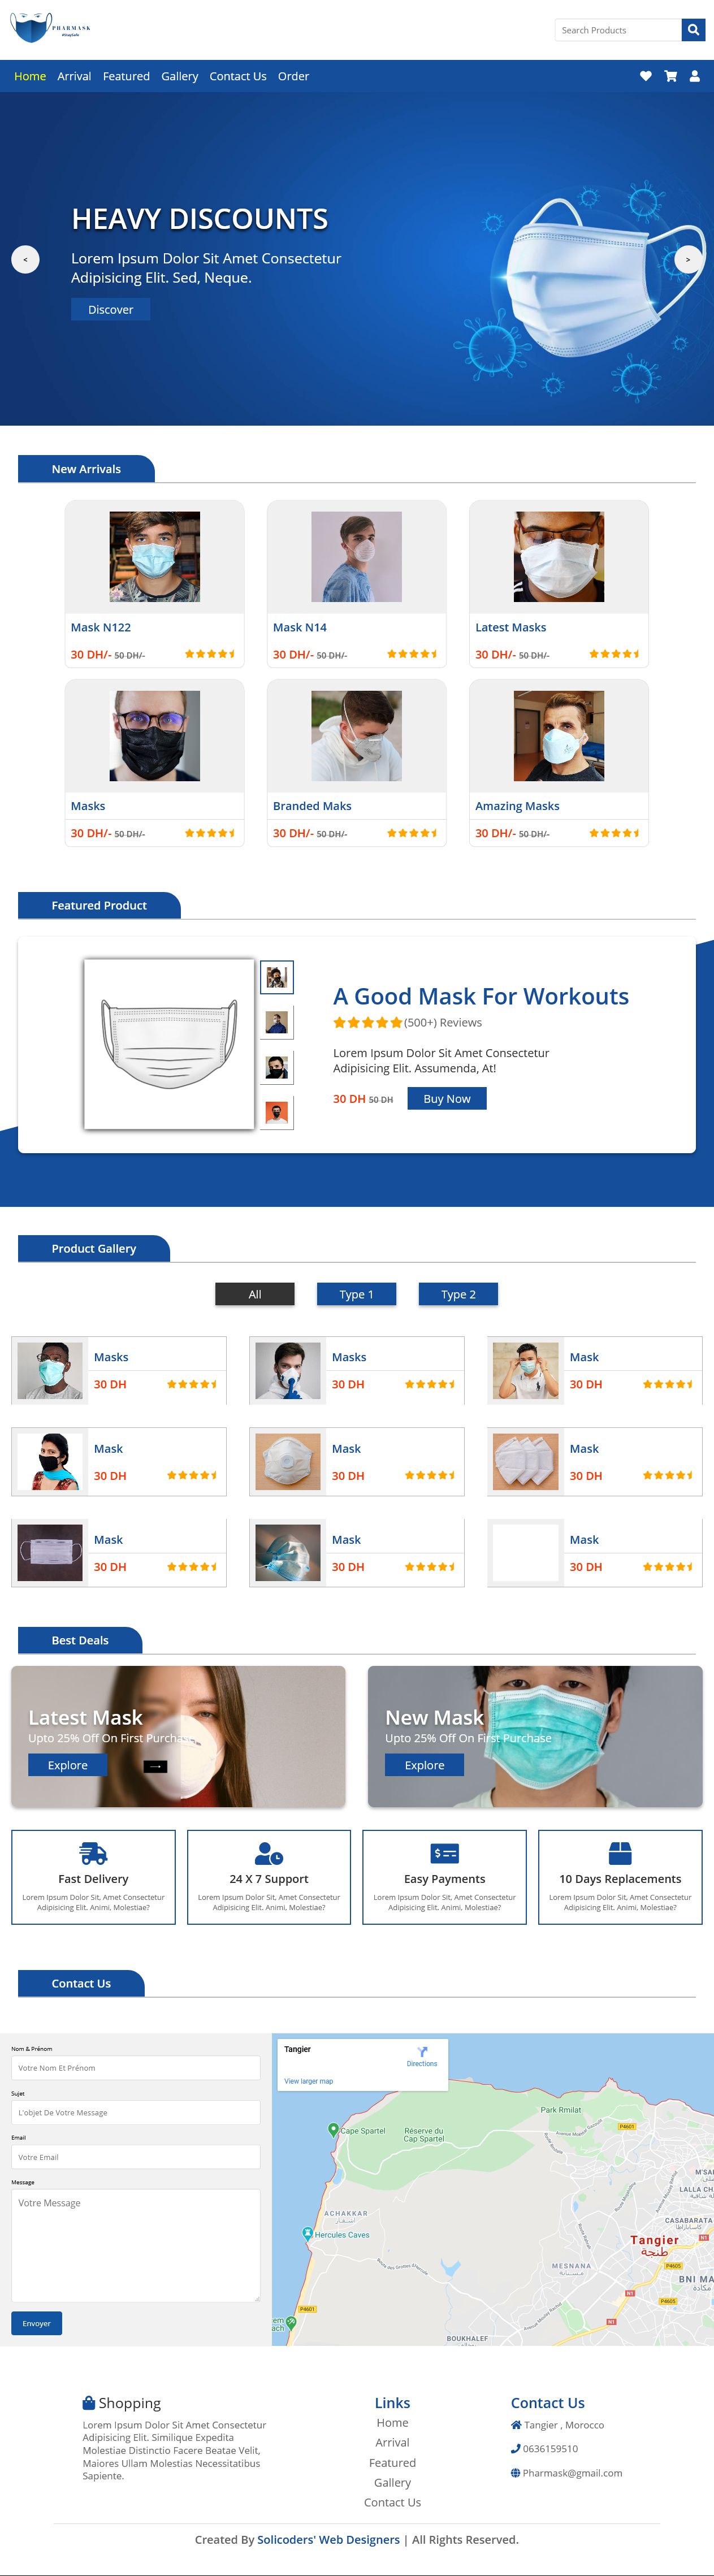 PHARMASK
#StaySafe
Search Products
Home Arrival Featured Gallery Contact Us Order
HEAVY DISCOUNTS
Lorem Ipsum Dolor Sit Amet Consectetur
Adipisicing Elit. Sed, Neque.
<
>
Discover
New Arrivals
Mask N122
30 DH/- 50 DH/-
Mask N14
30 DH/- 50 DH/-
Latest Masks
30 DH/- 50 DH/-
Masks
30 DH/- 50 DH/-
Branded Maks
30 DH/- 50 DH/-
Amazing Masks
30 DH/- 50 DH/-
Featured Product
A Good Mask For Workouts
(500+) Reviews
Lorem Ipsum Dolor Sit Amet Consectetur
Adipisicing Elit. Assumenda, At!
30 DH 50 DH Buy Now
Product Gallery
All Type 1 Type 2
Masks
30 DH
Masks
30 DH
Mask
30 DH
Mask
30 DH
Mask
30 DH
Mask
30 DH
Mask
30 DH
Mask
30 DH
Mask
30 DH
Best Deals
Latest Mask
Upto 25% Off On First Purchase
Explore
New Mask
Upto 25% Off On First Purchase
Explore
Fast Delivery
Lorem Ipsum Dolor Sit, Amet Consectetur
Adipisicing Elit. Animi, Molestiae?
24 X 7 Support
Lorem Ipsum Dolor Sit, Amet Consectetur
Adipisicing Elit. Animi, Molestiae?
Easy Payments
Lorem Ipsum Dolor Sit, Amet Consectetur
Adipisicing Elit. Animi, Molestiae?
10 Days Replacements
Lorem Ipsum Dolor Sit, Amet Consectetur
Adipisicing Elit. Animi, Molestiae?
Contact Us
Nom & Prénom
Votre Nom Et Prénom
Sujet
L'objet De Votre Message
Email
Votre Email
Message
Votre Message
Envoyer
Tangier
Directions
View larger map
Park Rmilat
P4601
Cape Spartel
Réserve du
Cap Spartel
ACHAKKAR
أشقار
Hercules Caves
CASABARATA
Tangier
طنجة
N1
P4605
MESNANA
مسنانة
BNI MA
N1
P4601
N1
BOUKHALEF
Shopping
Lorem Ipsum Dolor Sit Amet Consectetur
Adipisicing Elit. Similique Expedita
Molestiae Distinctio Facere Beatae Velit,
Maiores Ullam Molestias Necessitatibus
Sapiente.
Links
Home
Arrival
Featured
Gallery
Contact Us
Contact Us
Tangier , Morocco
0636159510
Pharmask@gmail.com
Created By Solicoders' Web Designers | All Rights Reserved.